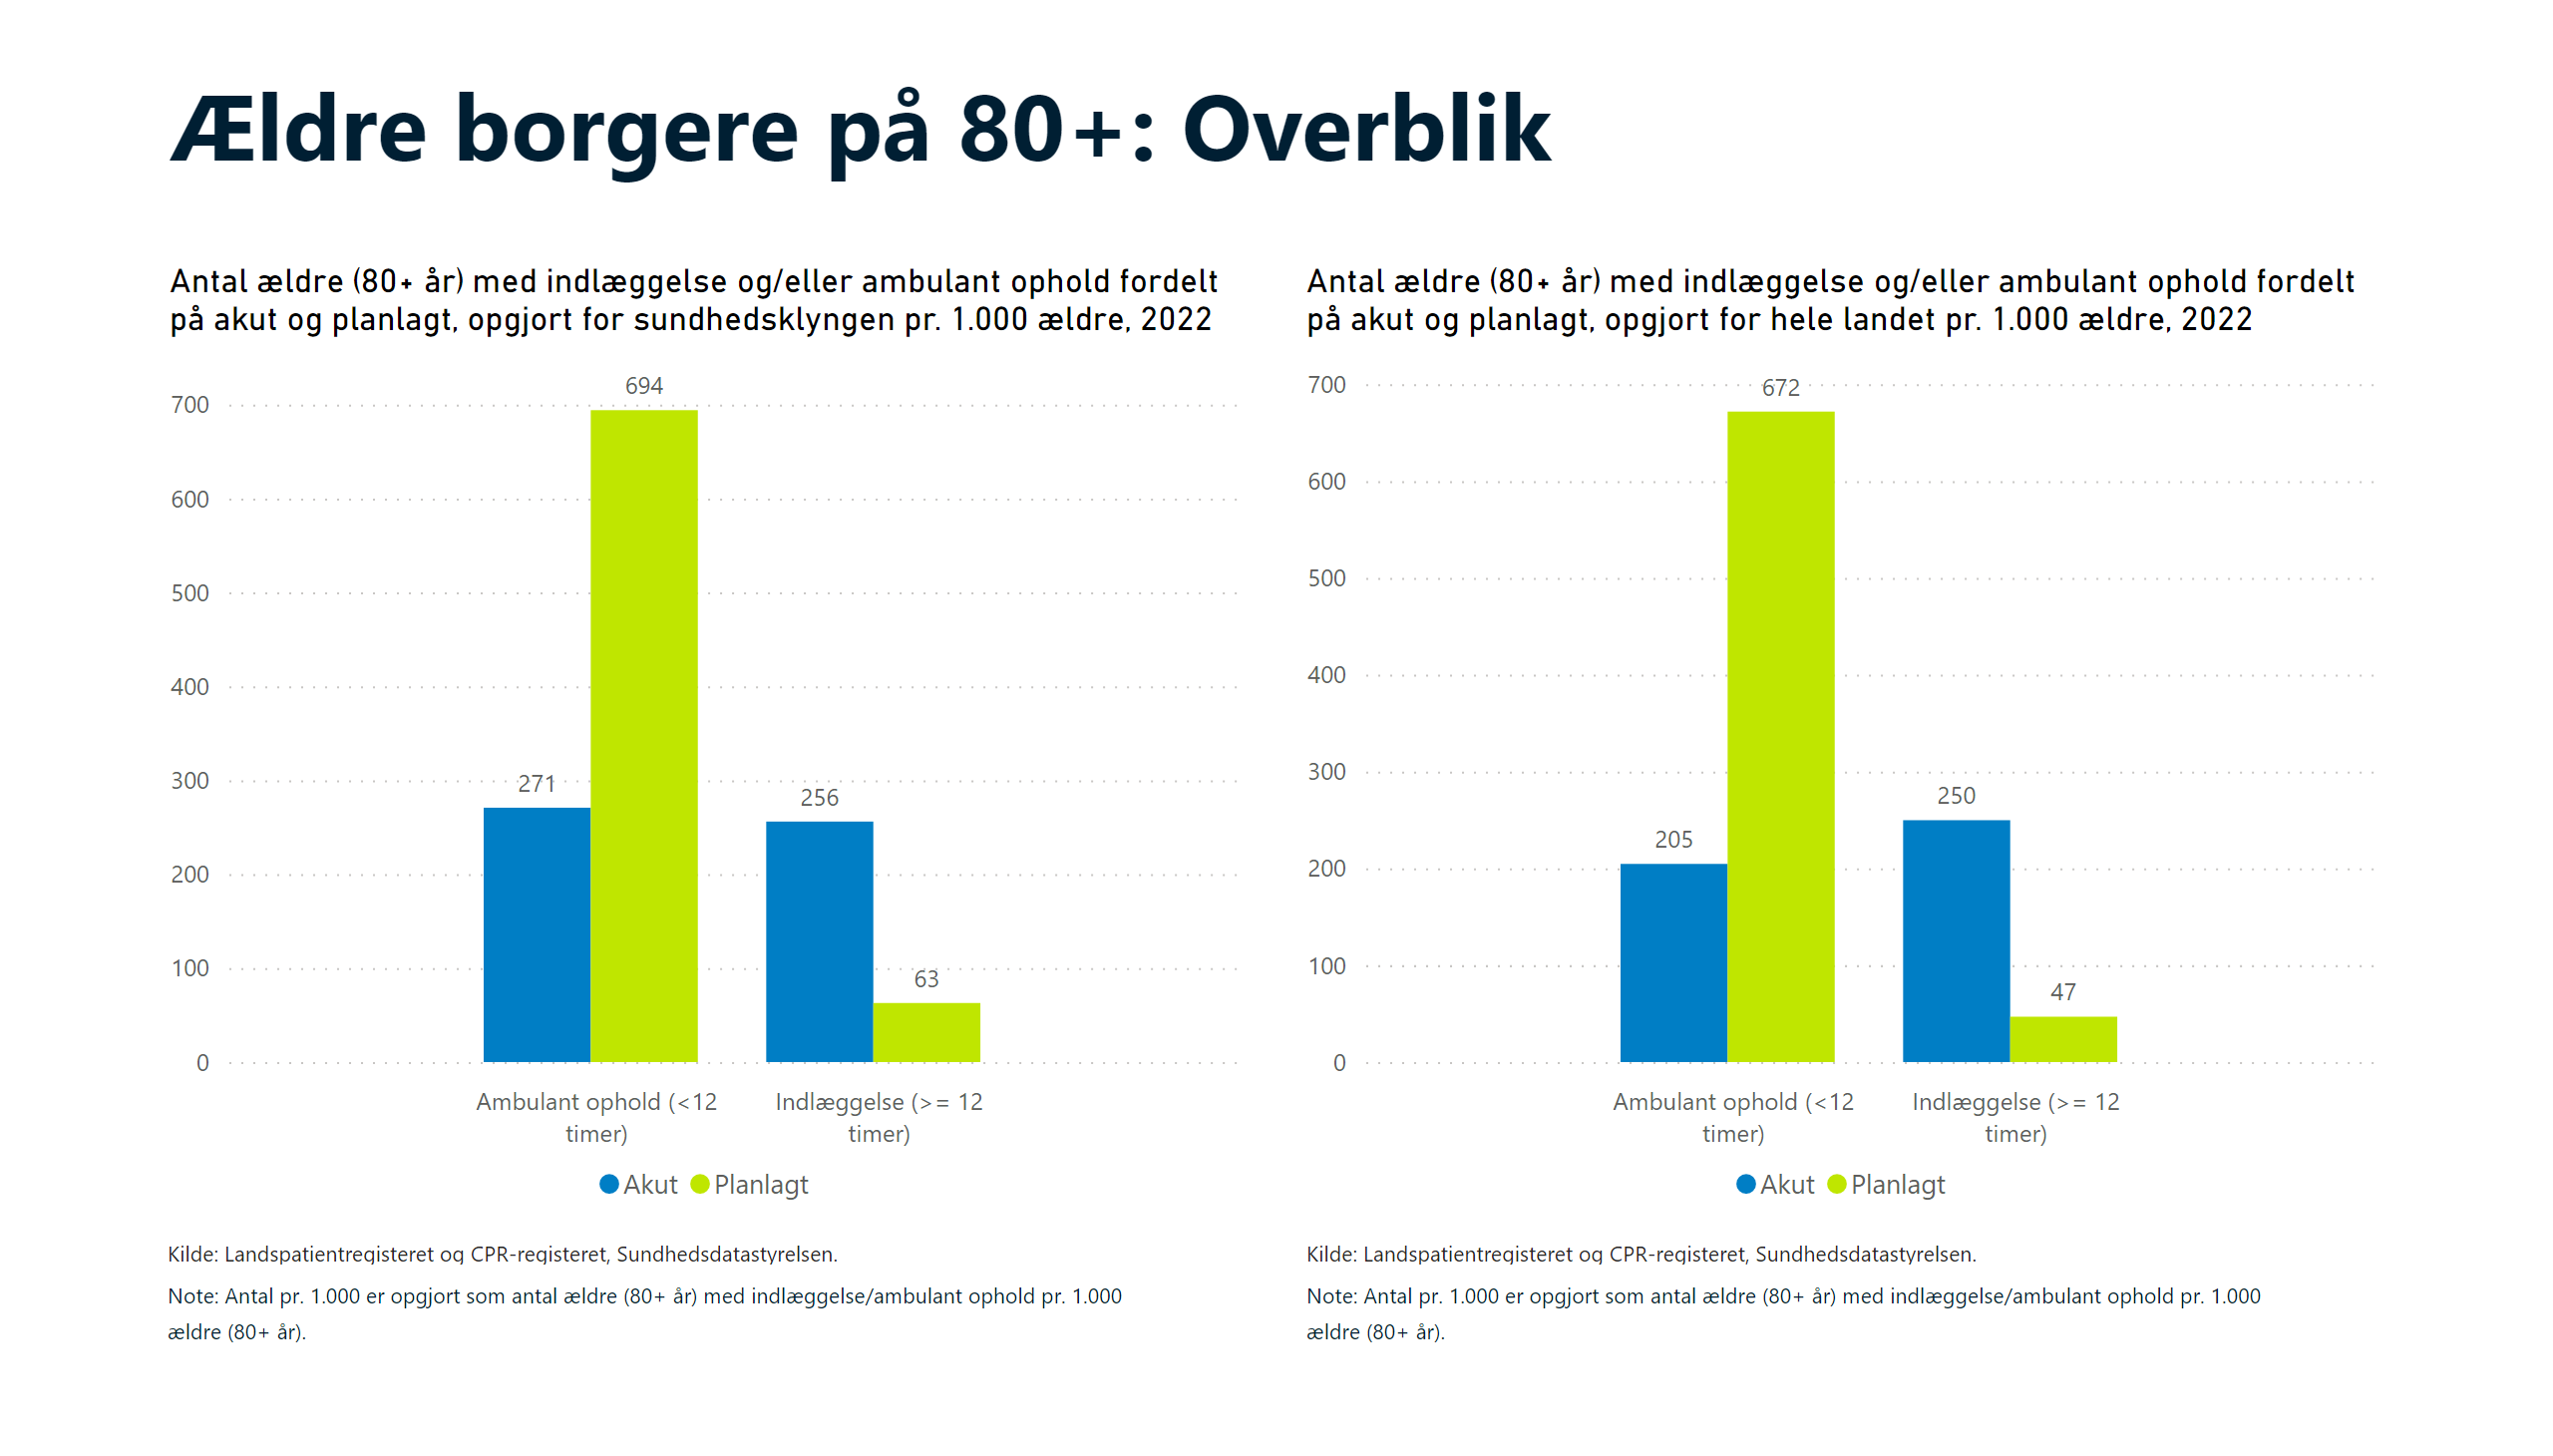 Ældre borgere på 80+: Overblik
Antal ældre (80+ år) med indlæggelse og/eller ambulant ophold fordelt
på akut og planlagt, opgjort for sundhedsklyngen pr. 1.000 ældre, 2022
700
600
500
400
300
200
100
0
694
271
256
63
Ambulant ophold (<12
timer)
Indlæggelse (>= 12
timer)
Akut Planlagt
Kilde: Landspatientregisteret og CPR-registeret, Sundhedsdatastyrelsen.
Note: Antal pr. 1.000 er opgjort som antal ældre (80+ år) med indlæggelse/ambulant ophold pr. 1.000
ældre (80+ år).
Antal ældre (80+ år) med indlæggelse og/eller ambulant ophold fordelt
på akut og planlagt, opgjort for hele landet pr. 1.000 ældre, 2022
700
600
500
400
300
200
100
0
672
205
250
47
Ambulant ophold (<12
timer)
Indlæggelse (>= 12
timer)
Akut Planlagt
Kilde: Landspatientregisteret og CPR-registeret, Sundhedsdatastyrelsen.
Note: Antal pr. 1.000 er opgjort som antal ældre (80+ år) med indlæggelse/ambulant ophold pr. 1.000
ældre (80+ år).